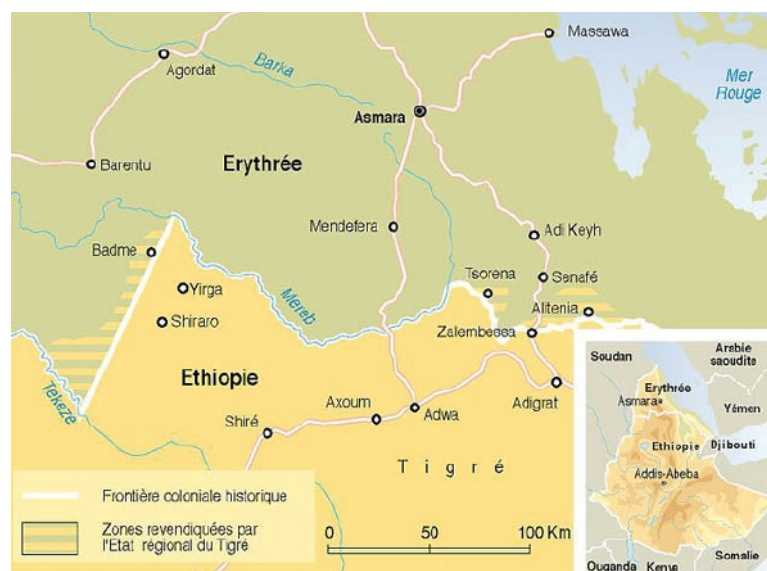 Massawa
Agordat
Barka
Mer
Rouge
Asmara
Barentu
Erythrée
Mendefera
Adi Keyh
Badme
Tsorena
Senafé
Yirga
Mereb
Alitenia
Shiraro
Zalembessa
Ethiopie
Tekeze
Axoum
Adwa
Adigrat
Shiré
Tigré
Frontière coloniale historique
Zones revendiquées par
l'Etat régional du Tigré
0 50 100 Km
Soudan
Arabie
saoudite
Erythrée
Asmara
Yémen
Ethiopie
Djibouti
Addis-Abeba
Somalie
Ouganda
Kenya